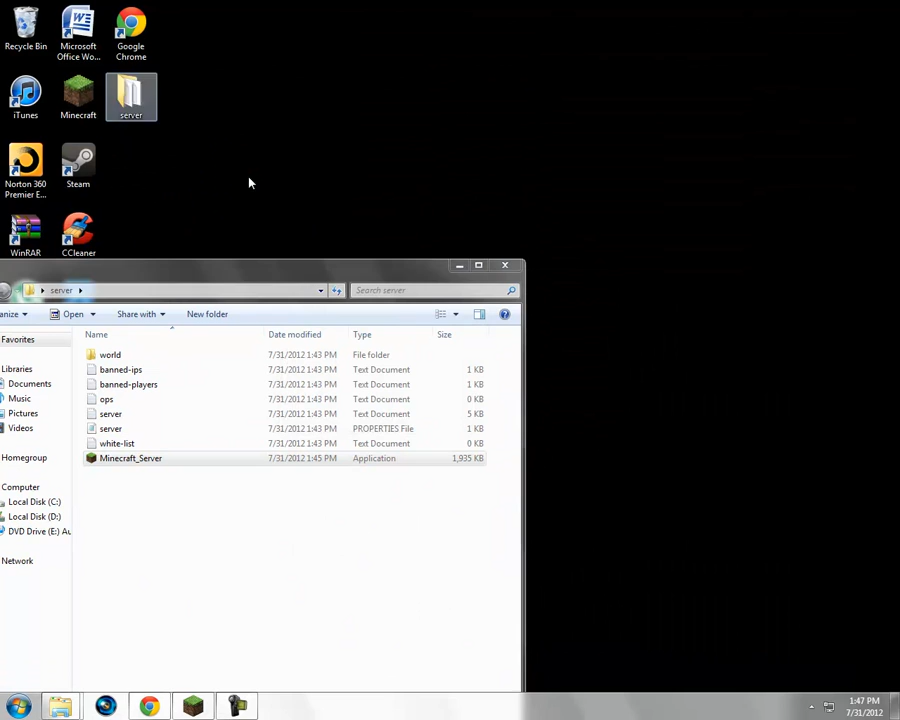 Recycle Bin
Microsoft Office Wo...
Google Chrome
iTunes
Minecraft
server
Norton 360 Premier E...
Steam
WinRAR
CCleaner
server
Search server
anize
Open
Share with
New folder
Name Date modified Type Size
Favorites
Libraries
Documents
Music
Pictures
Videos
Homegroup
Computer
Local Disk (C:)
Local Disk (D:)
DVD Drive (E:) Au
Network
world 7/31/2012 1:43 PM File folder
banned-ips 7/31/2012 1:43 PM Text Document 1 KB
banned-players 7/31/2012 1:43 PM Text Document 1 KB
ops 7/31/2012 1:43 PM Text Document 0 KB
server 7/31/2012 1:43 PM Text Document 5 KB
server 7/31/2012 1:43 PM PROPERTIES File 1 KB
white-list 7/31/2012 1:43 PM Text Document 0 KB
Minecraft_Server 7/31/2012 1:45 PM Application 1,935 KB
1:47 PM
7/31/2012